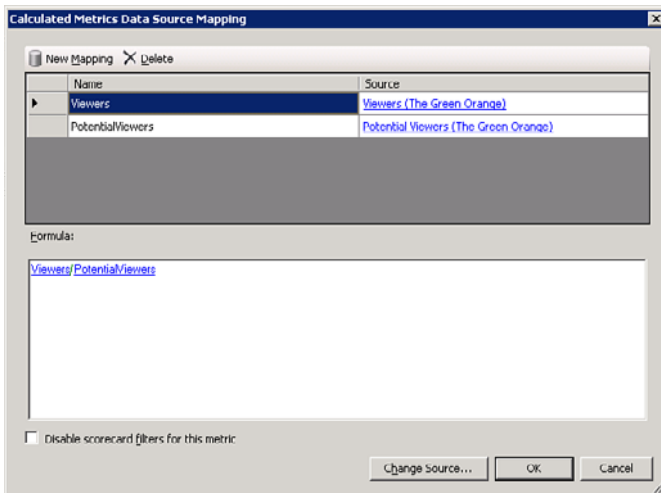 Calculated Metrics Data Source Mapping
New Mapping Delete
Name Source
Viewers Viewers (The Green Orange)
PotentialViewers Potential Viewers (The Green Orange)
Formula:
Viewers/PotentialViewers
Disable scorecard filters for this metric
Change Source... OK Cancel